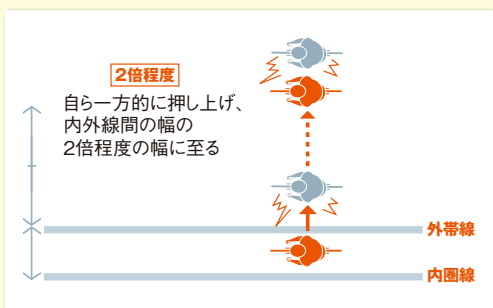 2倍程度
自ら一方的に押し上げ、
内外線間の幅の
2倍程度の幅に至る
外帯線
内圏線